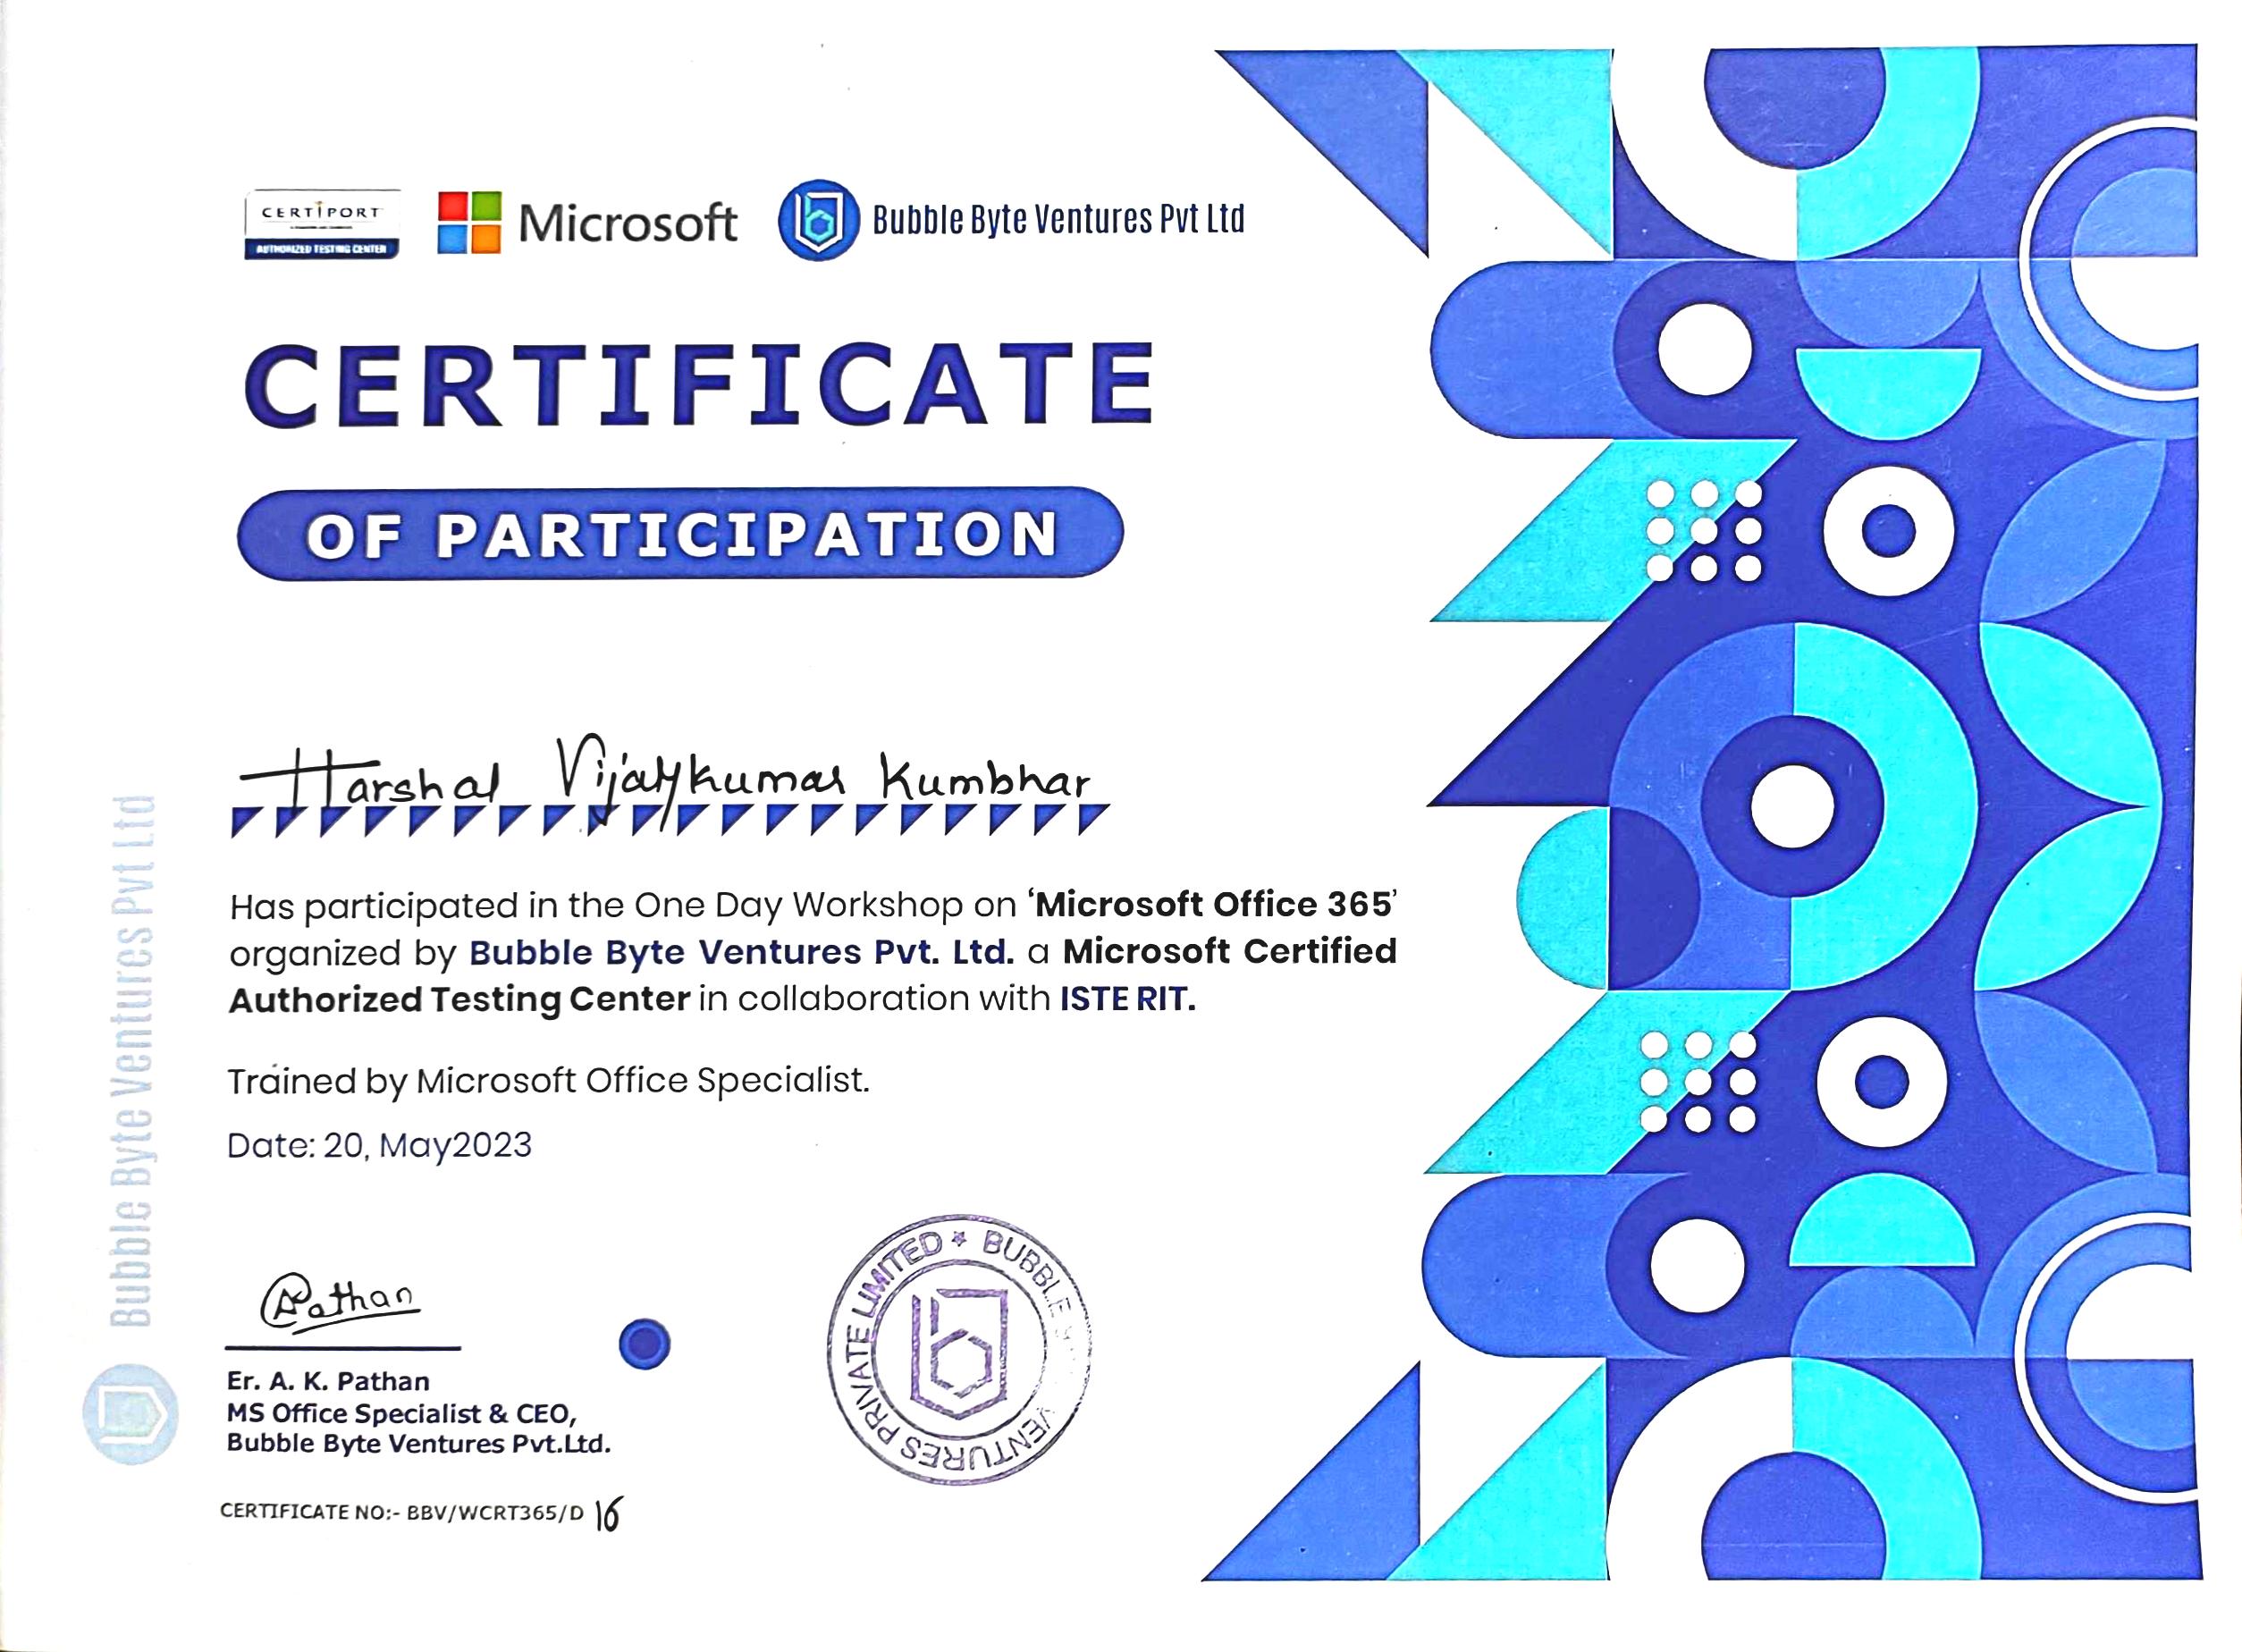 CERTIPORT
AUTHORIZED TESTING CENTER
Microsoft
Bubble Byte Ventures Pvt Ltd
CERTIFICATE
OF PARTICIPATION
Harshal Vijaykumar Kumbhar
Has participated in the One Day Workshop on ‘Microsoft Office 365’
organized by Bubble Byte Ventures Pvt. Ltd. a Microsoft Certified
Authorized Testing Center in collaboration with ISTE RIT.
Trained by Microsoft Office Specialist.
Date: 20, May2023
Bubble Byte Ventures Pvt Ltd
Pathan
Er. A. K. Pathan
MS Office Specialist & CEO,
Bubble Byte Ventures Pvt.Ltd.
CERTIFICATE NO:- BBV/WCRT365/D 16
BUBBLE VENTURES PRIVATE LIMITED *